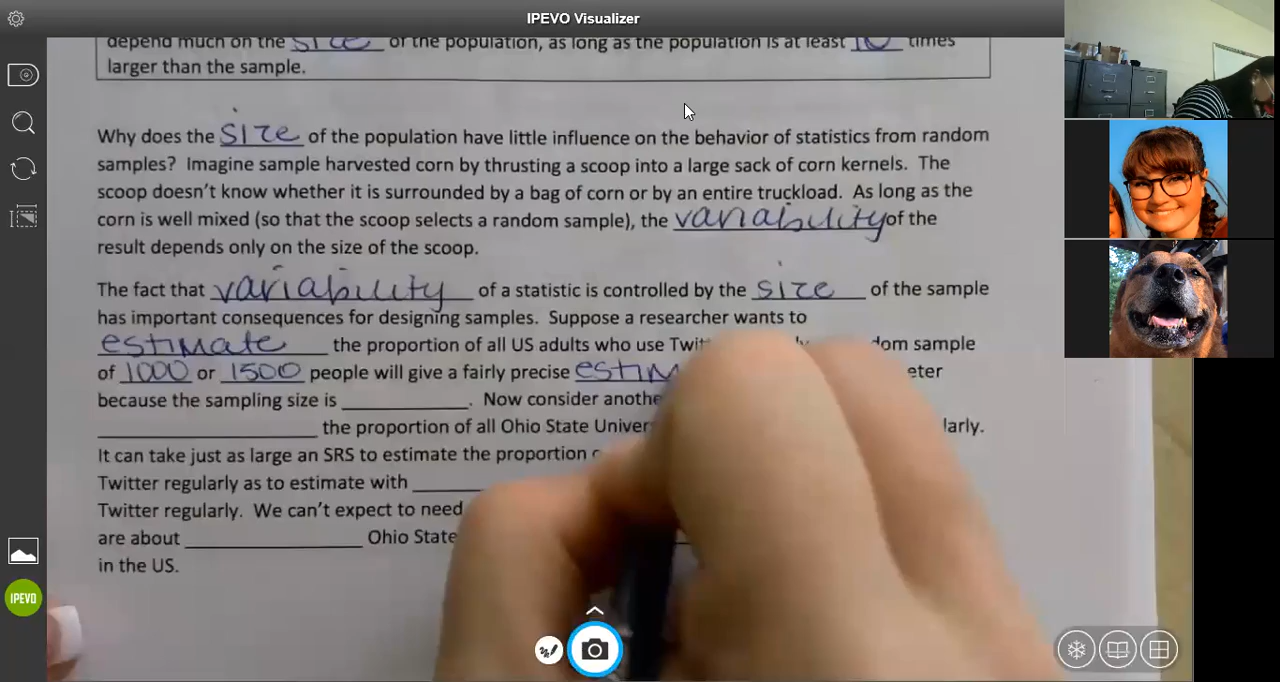 IPEVO Visualizer
depend much on the size of the population, as long as the population is at least 10 times
larger than the sample.
Why does the size of the population have little influence on the behavior of statistics from random
samples? Imagine sample harvested corn by thrusting a scoop into a large sack of corn kernels. The
scoop doesn't know whether it is surrounded by a bag of corn or by an entire truckload. As long as the
corn is well mixed (so that the scoop selects a random sample), the variability of the
result depends only on the size of the scoop.
The fact that variability of a statistic is controlled by the size of the sample
has important consequences for designing samples. Suppose a researcher wants to
estimate the proportion of all US adults who use sample
of 1000 or 1500 people will give a fairly precise
because the sampling size is ____________. Now consider
____________ the proportion of all Ohio State
It can take just as large an SRS to estimate the proportion
Twitter regularly as to estimate with
Twitter regularly. We can't expect to need
are about ____________ Ohio State
in the US.
IPEVO